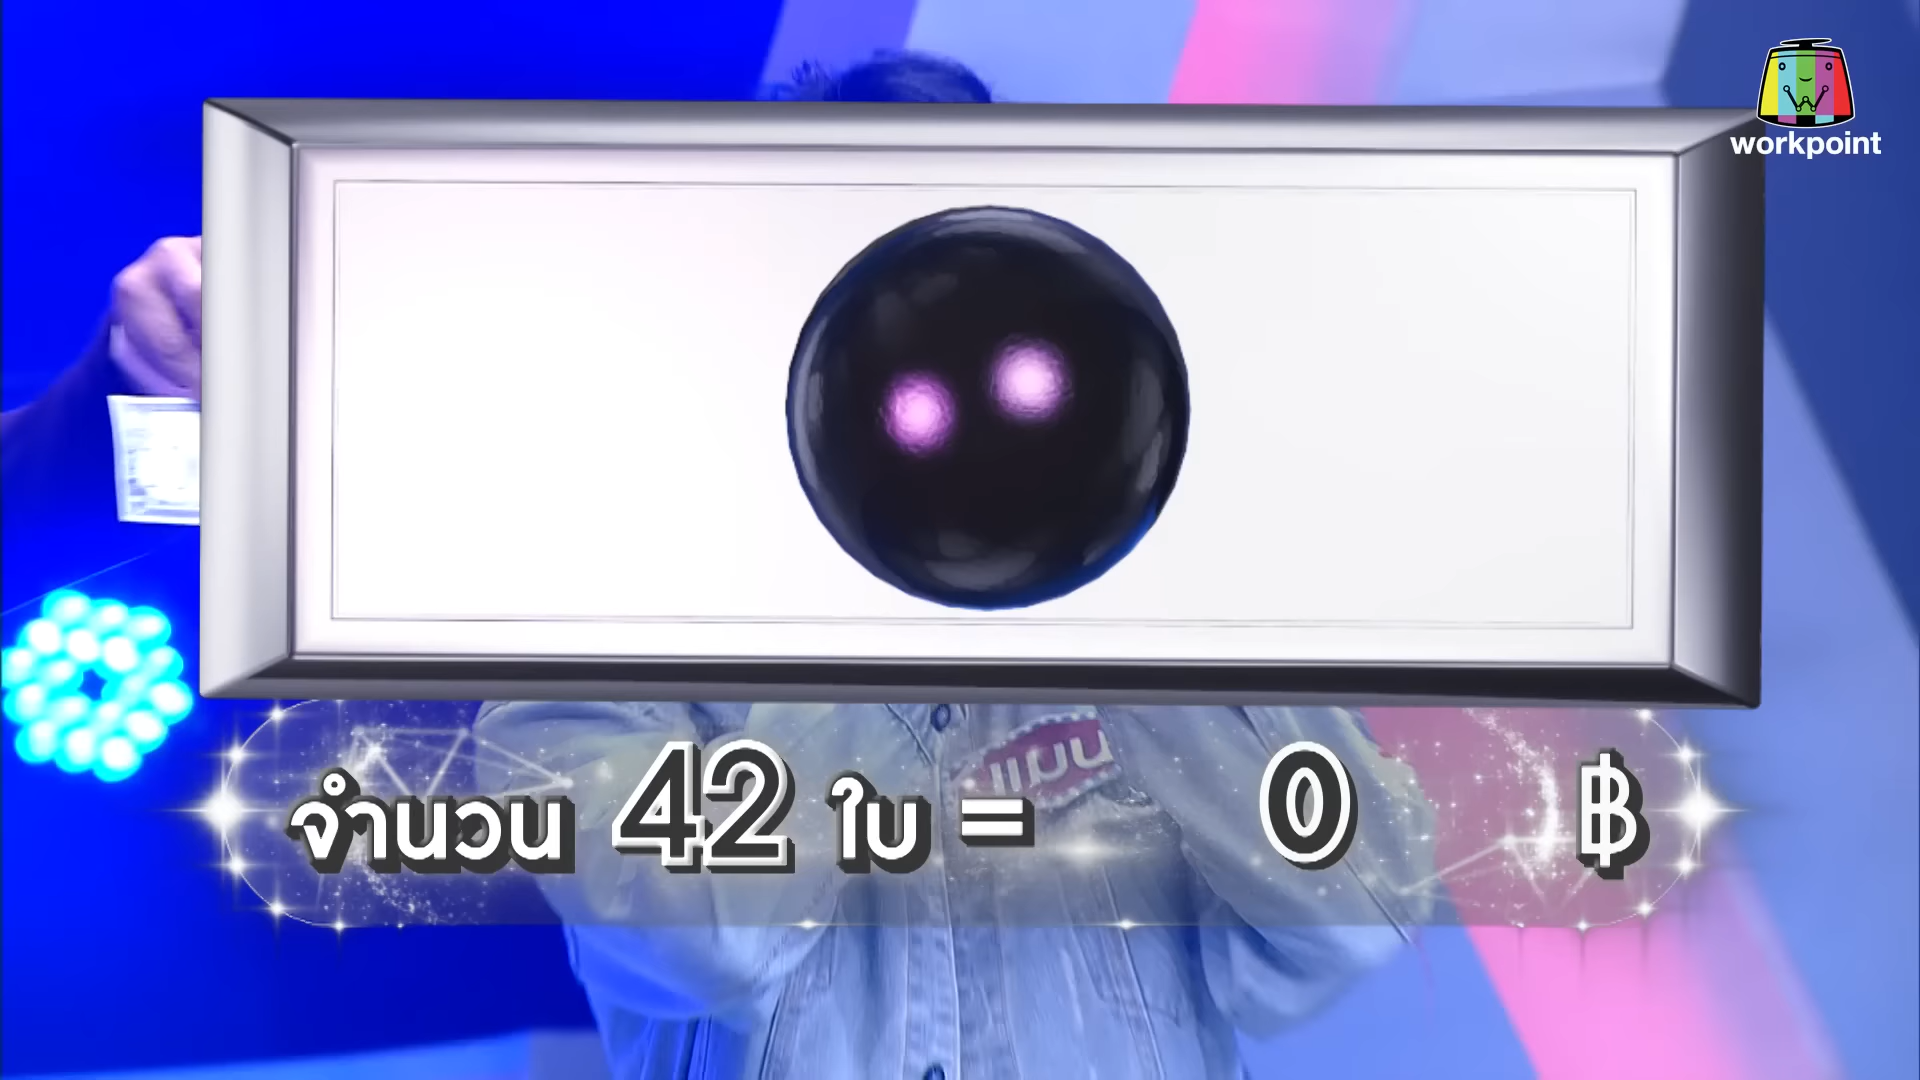 workpoint
จำนวน 42 ใบ = 0 ฿